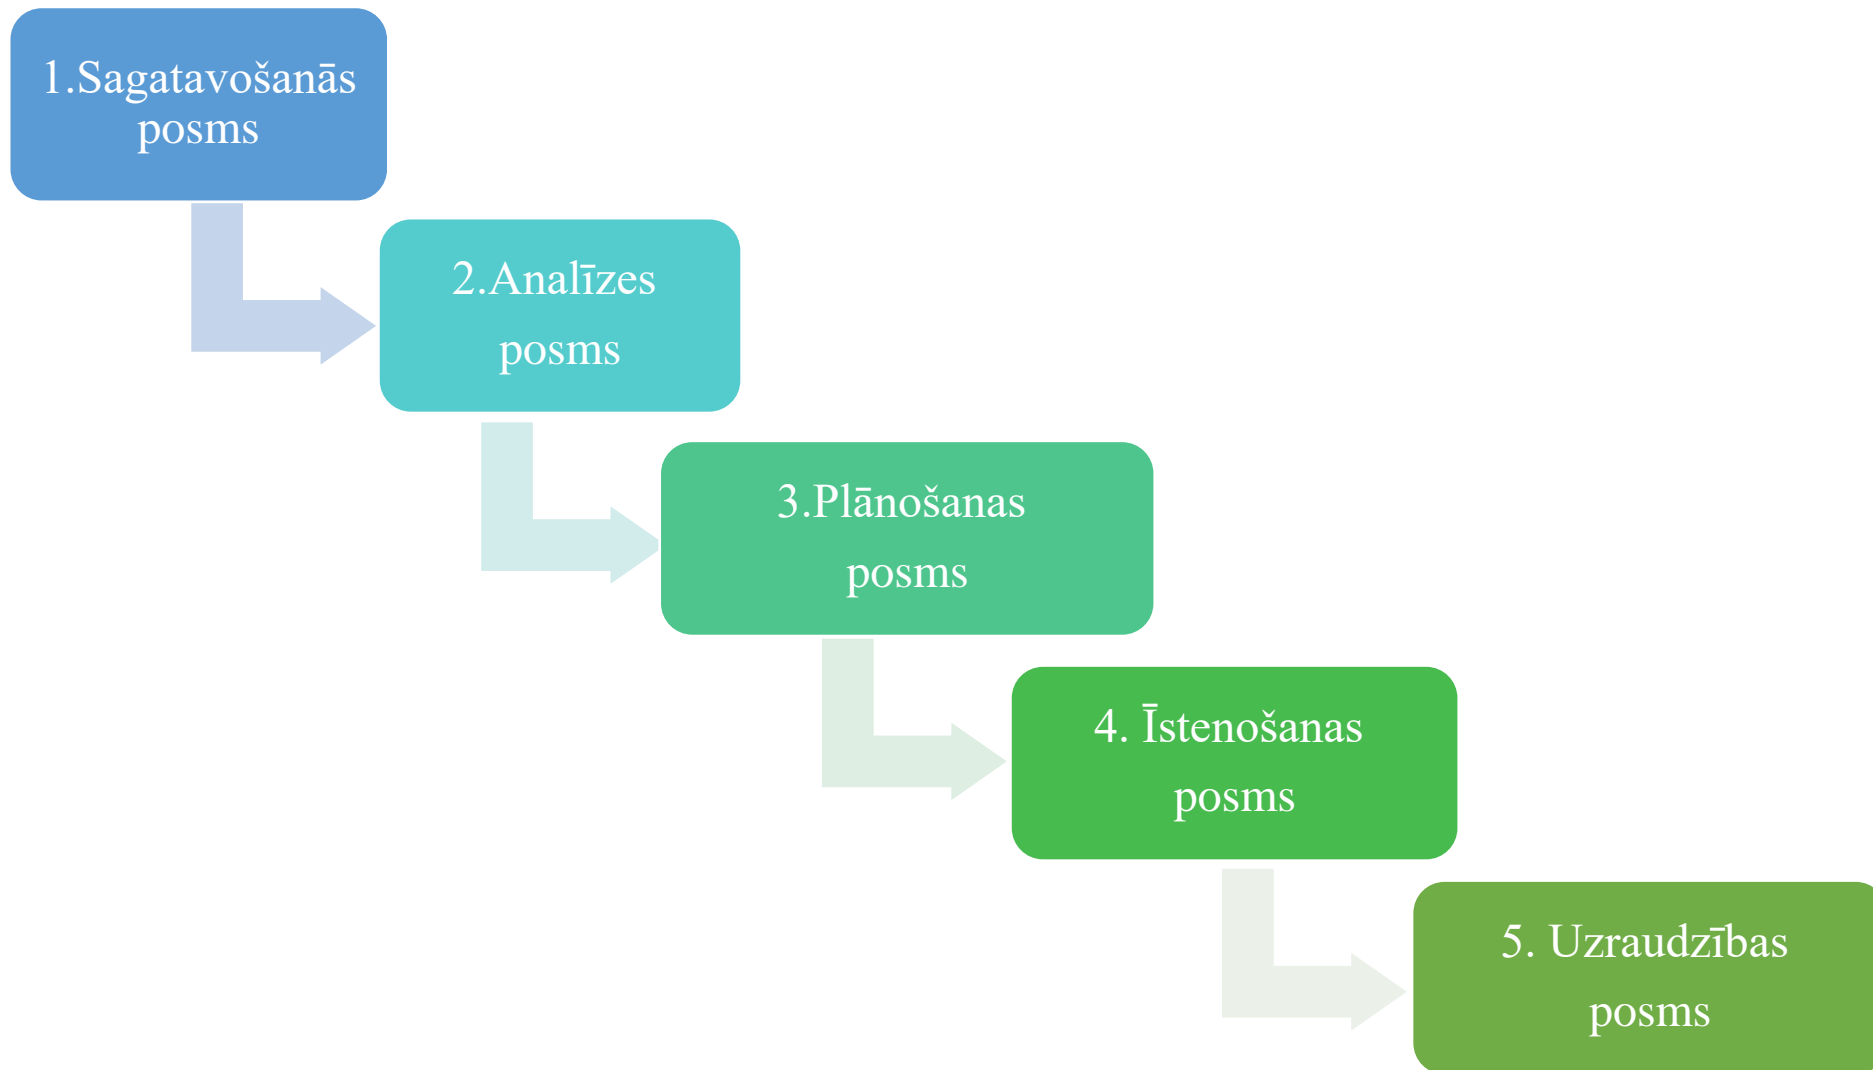 1.Sagatavošanās
posms
2.Analīzes
posms
3.Plānošanas
posms
4. Īstenošanas
posms
5. Uzraudzības
posms